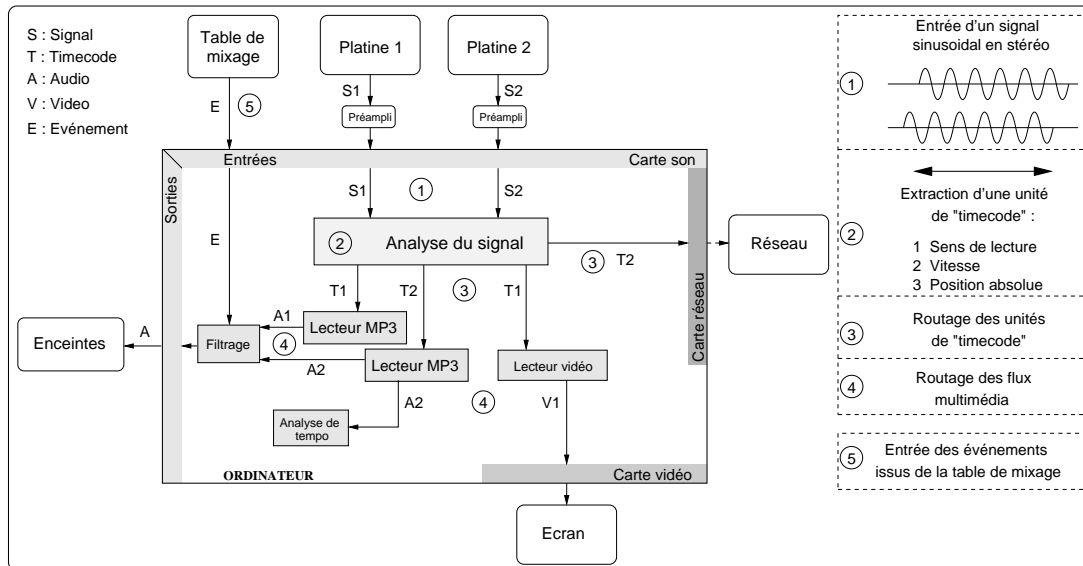 S : Signal
T : Timecode
A : Audio
V : Video
E : Evénement
Table de
mixage
Platine 1
Platine 2
E
5
S1
S2
Préampli
Préampli
Entrées
Carte son
Sorties
S1
1
S2
E
2
Analyse du signal
3
T2
Carte réseau
Réseau
T1
T2
3
T1
A1
Lecteur MP3
Enceintes
A
Filtrage
4
A2
Lecteur MP3
Lecteur vidéo
A2
4
V1
Analyse de
tempo
ORDINATEUR
Carte vidéo
Ecran
Entrée d'un signal
sinusoidal en stéréo
1
Extraction d'une unité
de "timecode" :
2
1 Sens de lecture
2 Vitesse
3 Position absolue
3
Routage des unités
de "timecode"
4
Routage des flux
multimédia
5
Entrée des événements
issus de la table de mixage